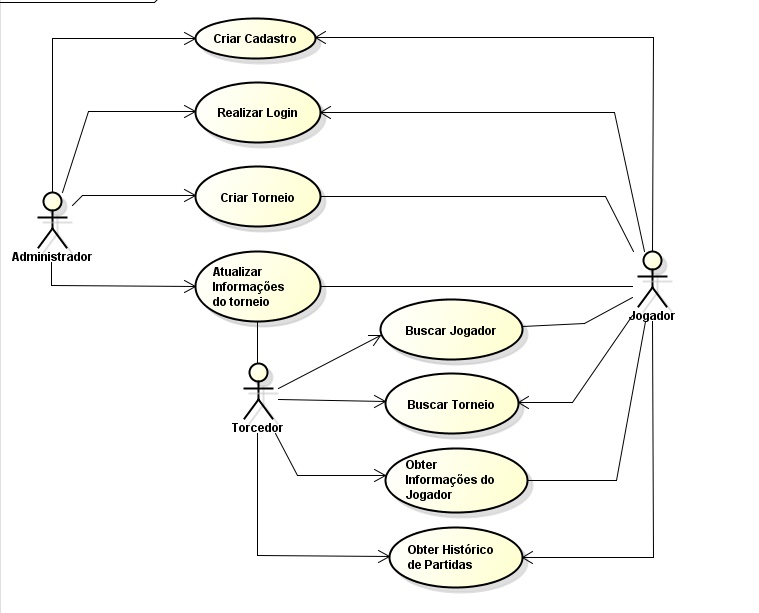 Criar Cadastro
Realizar Login
Criar Torneio
Administrador
Atualizar
Informações
do torneio
Jogador
Buscar Jogador
Buscar Torneio
Torcedor
Obter
Informações do
Jogador
Obter Histórico
de Partidas